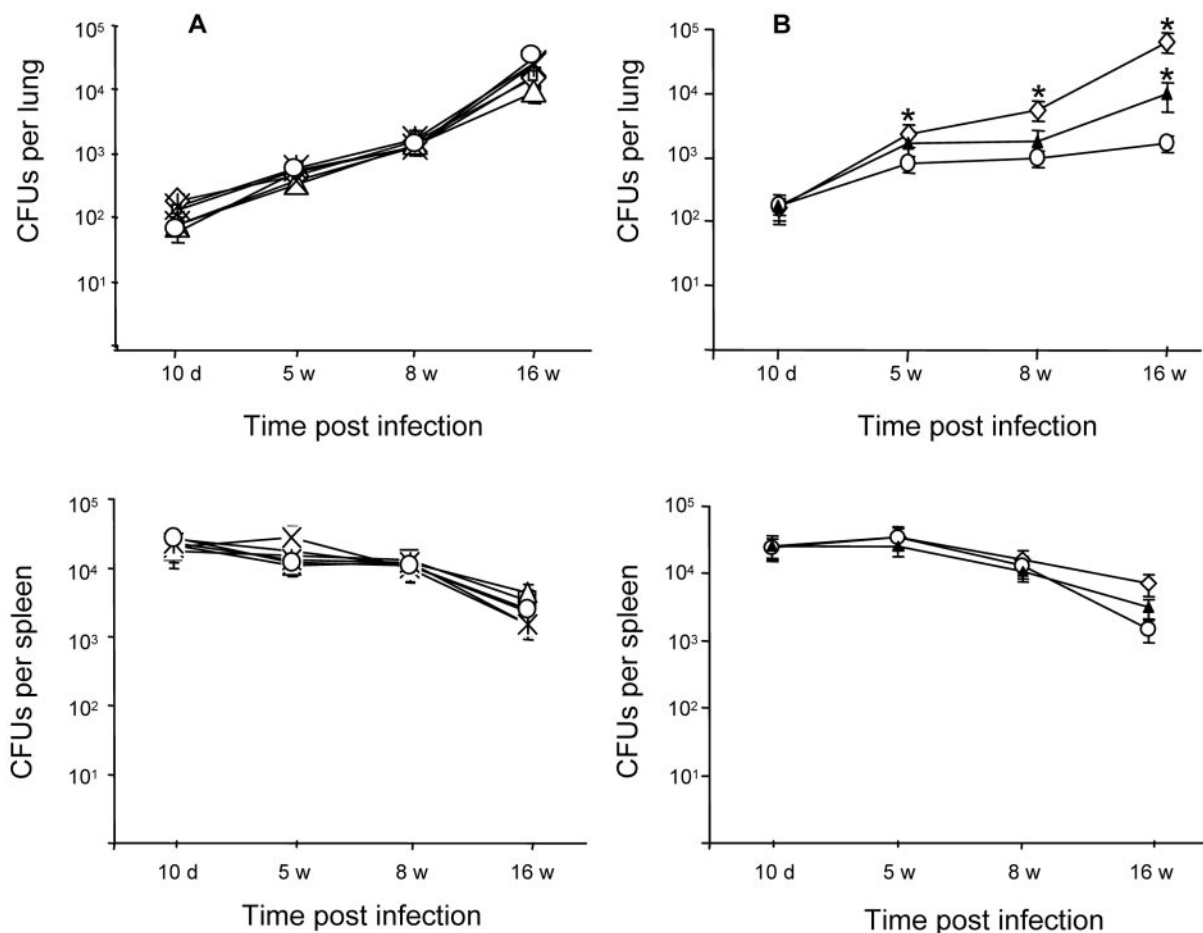 A
CFUs per lung
10⁵
10⁴
10³
10²
10¹
10 d 5 w 8 w 16 w
Time post infection
B
CFUs per lung
10⁵
10⁴
10³
10²
10¹
* * * *
10 d 5 w 8 w 16 w
Time post infection
CFUs per spleen
10⁵
10⁴
10³
10²
10¹
10 d 5 w 8 w 16 w
Time post infection
CFUs per spleen
10⁵
10⁴
10³
10²
10¹
10 d 5 w 8 w 16 w
Time post infection